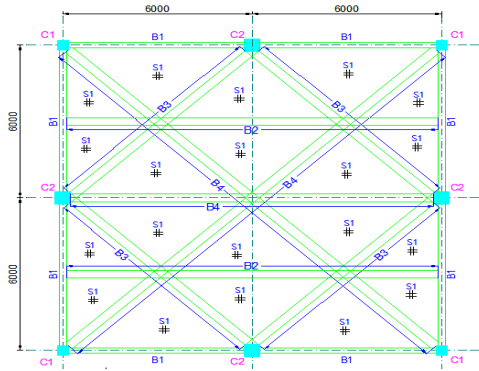 6000 6000
C1 B1 C2 B1 C1
S1 S1
S1 B3 S1 B3 S1
B1 S1 S1 S1 B1
B2
6000
S1 S1
C2 B4 B4 C2
B4
S1 S1
S1 B3 S1 B3 S1
B1 B2 B1
6000
S1 S1 S1
S1 S1
C1 B1 C2 B1 C1